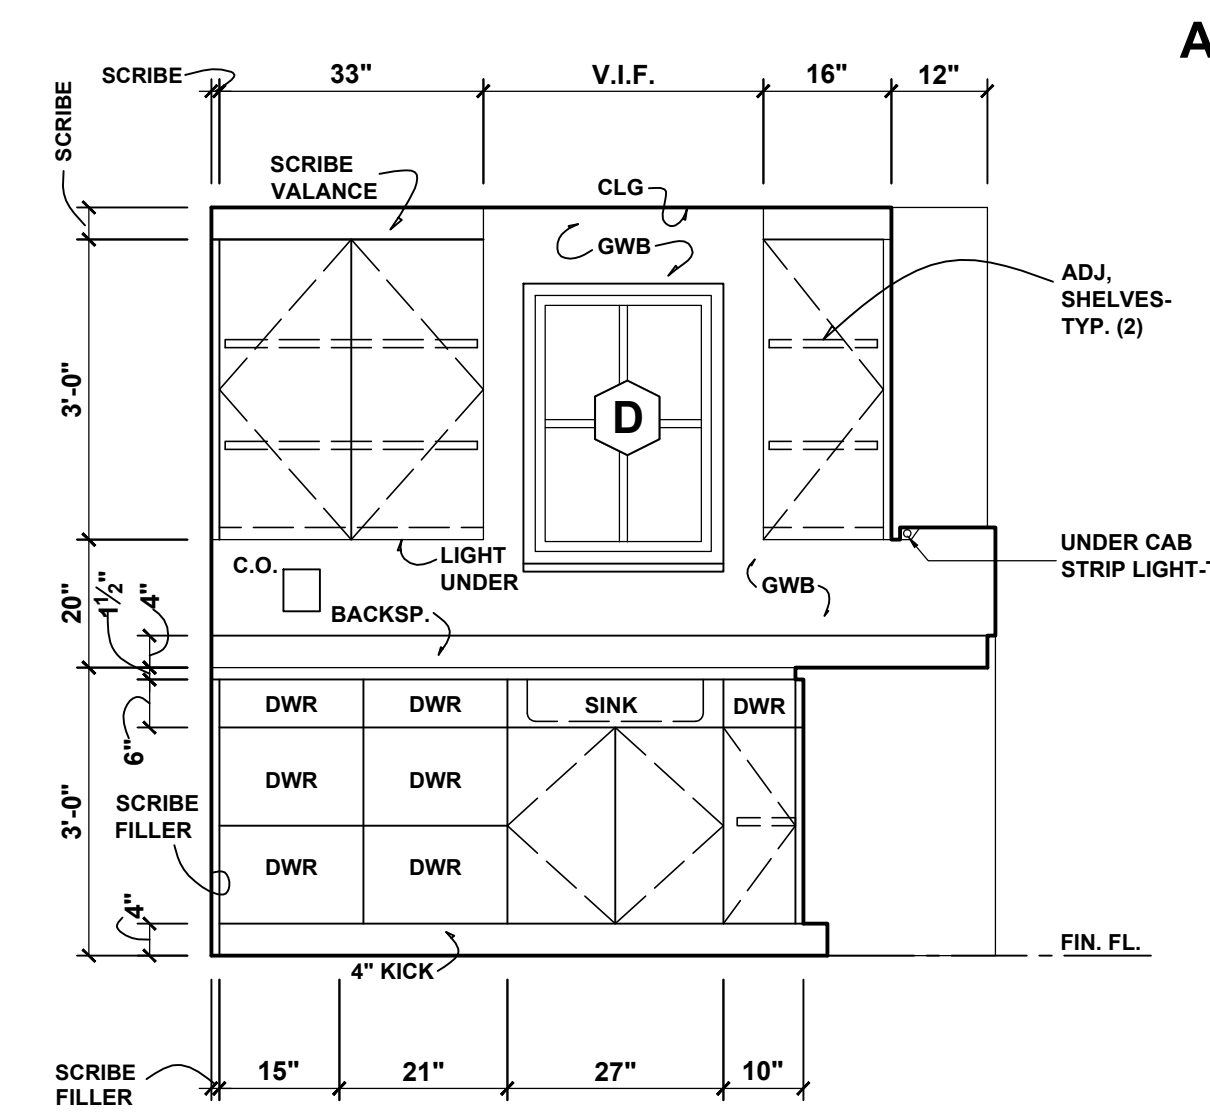 A
SCRIBE
33"
V.I.F.
16"
12"
SCRIBE
SCRIBE
VALANCE
CLG
GWB
ADJ,
SHELVES-
TYP. (2)
3'-0"
D
C.O.
LIGHT
UNDER
UNDER CAB
STRIP LIGHT-
GWB
20"
1½"
4"
BACKSP.
DWR
DWR
SINK
DWR
6"
DWR
DWR
SCRIBE
FILLER
3'-0"
DWR
DWR
4"
4" KICK
FIN. FL.
SCRIBE
FILLER
15"
21"
27"
10"